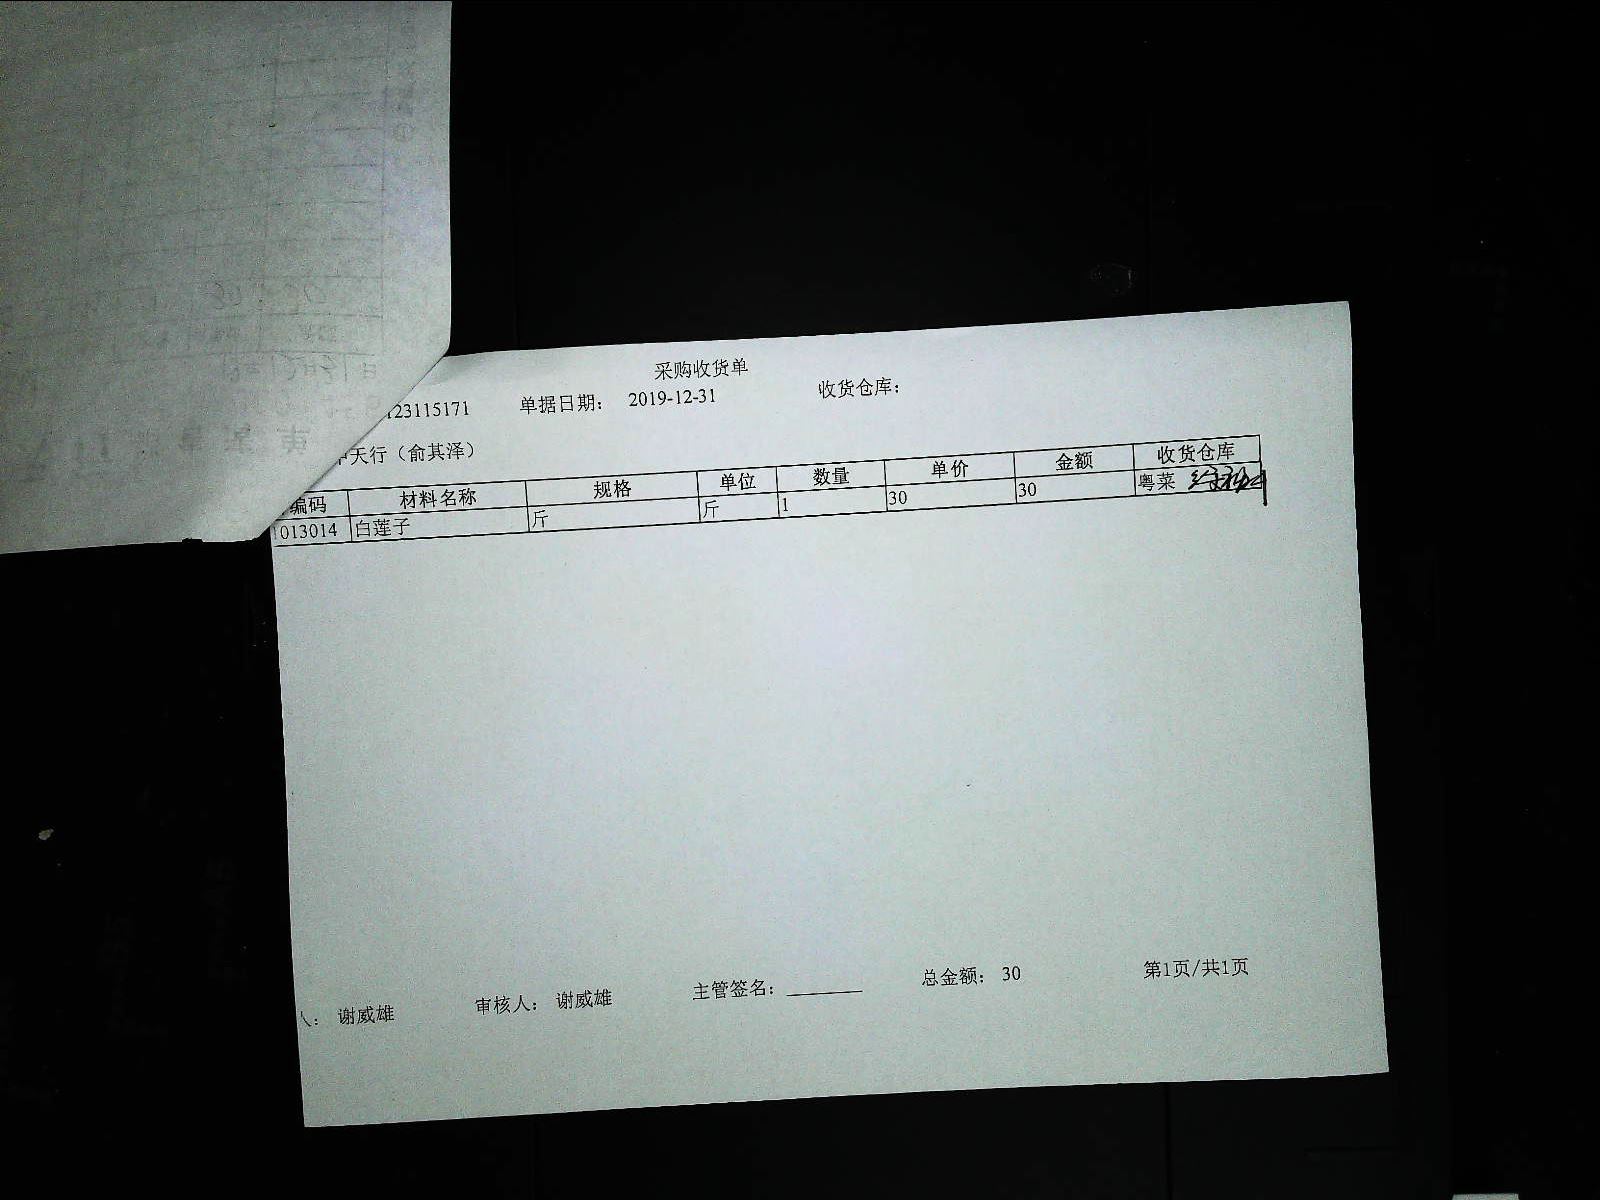 采购收货单
123115171 单据日期： 2019-12-31 收货仓库：
中天行（俞其泽）
编码 材料名称 规格 单位 数量 单价 金额 收货仓库
013014 白莲子 斤 斤 1 30 30 粤菜
人： 谢威雄 审核人： 谢威雄 主管签名： 总金额： 30 第1页/共1页